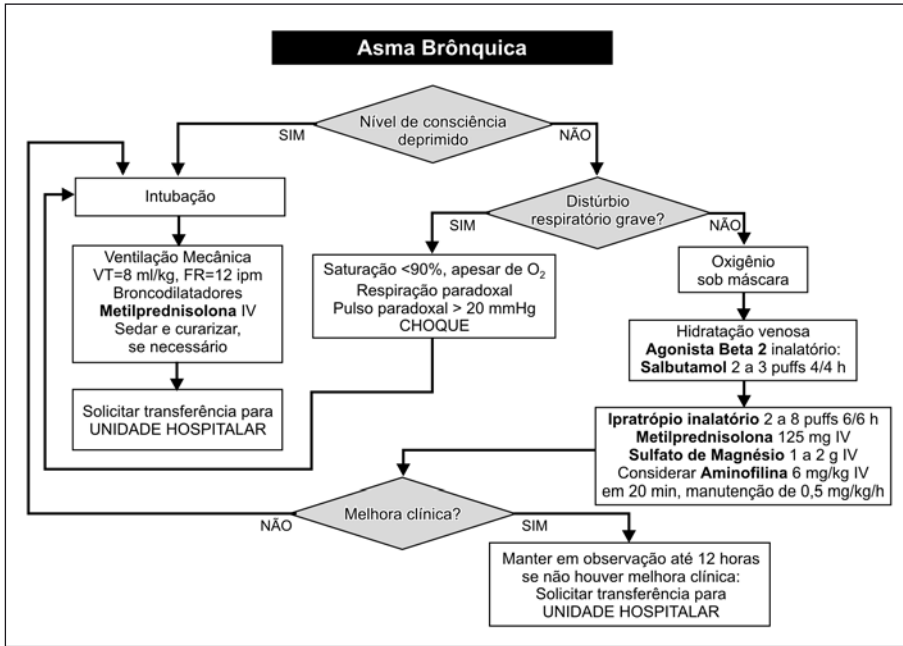 Asma Brônquica
Nível de consciência
deprimido
SIM
NÃO
Intubação
Distúrbio
respiratório grave?
SIM
NÃO
Ventilação Mecânica
VT=8 ml/kg, FR=12 ipm
Broncodilatadores
Metilprednisolona IV
Sedar e curarizar,
se necessário
Saturação <90%, apesar de O₂
Respiração paradoxal
Pulso paradoxal > 20 mmHg
CHOQUE
Oxigênio
sob máscara
Hidratação venosa
Agonista Beta 2 inalatório:
Salbutamol 2 a 3 puffs 4/4 h
Solicitar transferência para
UNIDADE HOSPITALAR
Ipratrópio inalatório 2 a 8 puffs 6/6 h
Metilprednisolona 125 mg IV
Sulfato de Magnésio 1 a 2 g IV
Considerar Aminofilina 6 mg/kg IV
em 20 min, manutenção de 0,5 mg/kg/h
Melhora clínica?
NÃO
SIM
Manter em observação até 12 horas
se não houver melhora clínica:
Solicitar transferência para
UNIDADE HOSPITALAR